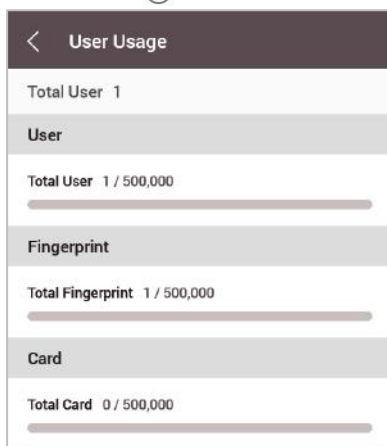 User Usage
Total User 1
User
Total User 1 / 500,000
Fingerprint
Total Fingerprint 1 / 500,000
Card
Total Card 0 / 500,000